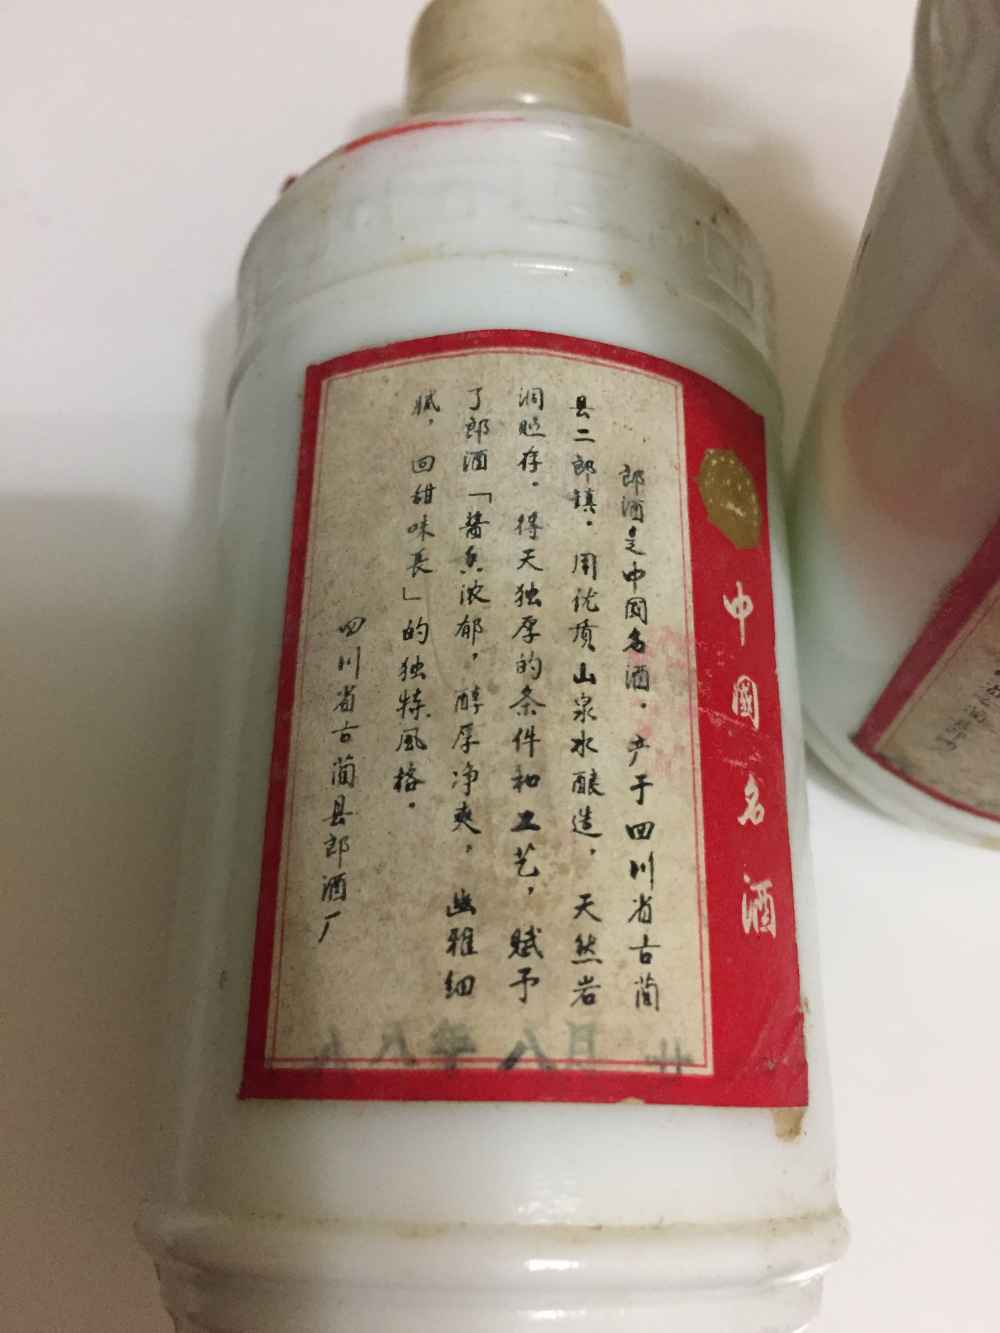 中國名酒
郎酒是中国名酒。产于四川省古蔺
县二郎镇。用优质山泉水酿造，天然岩
洞贮存。得天独厚的条件和工艺，赋予
了郎酒「酱香浓郁，醇厚净爽，幽雅细
腻，回甜味長」的独特风格。
四川省古蔺县郎酒厂